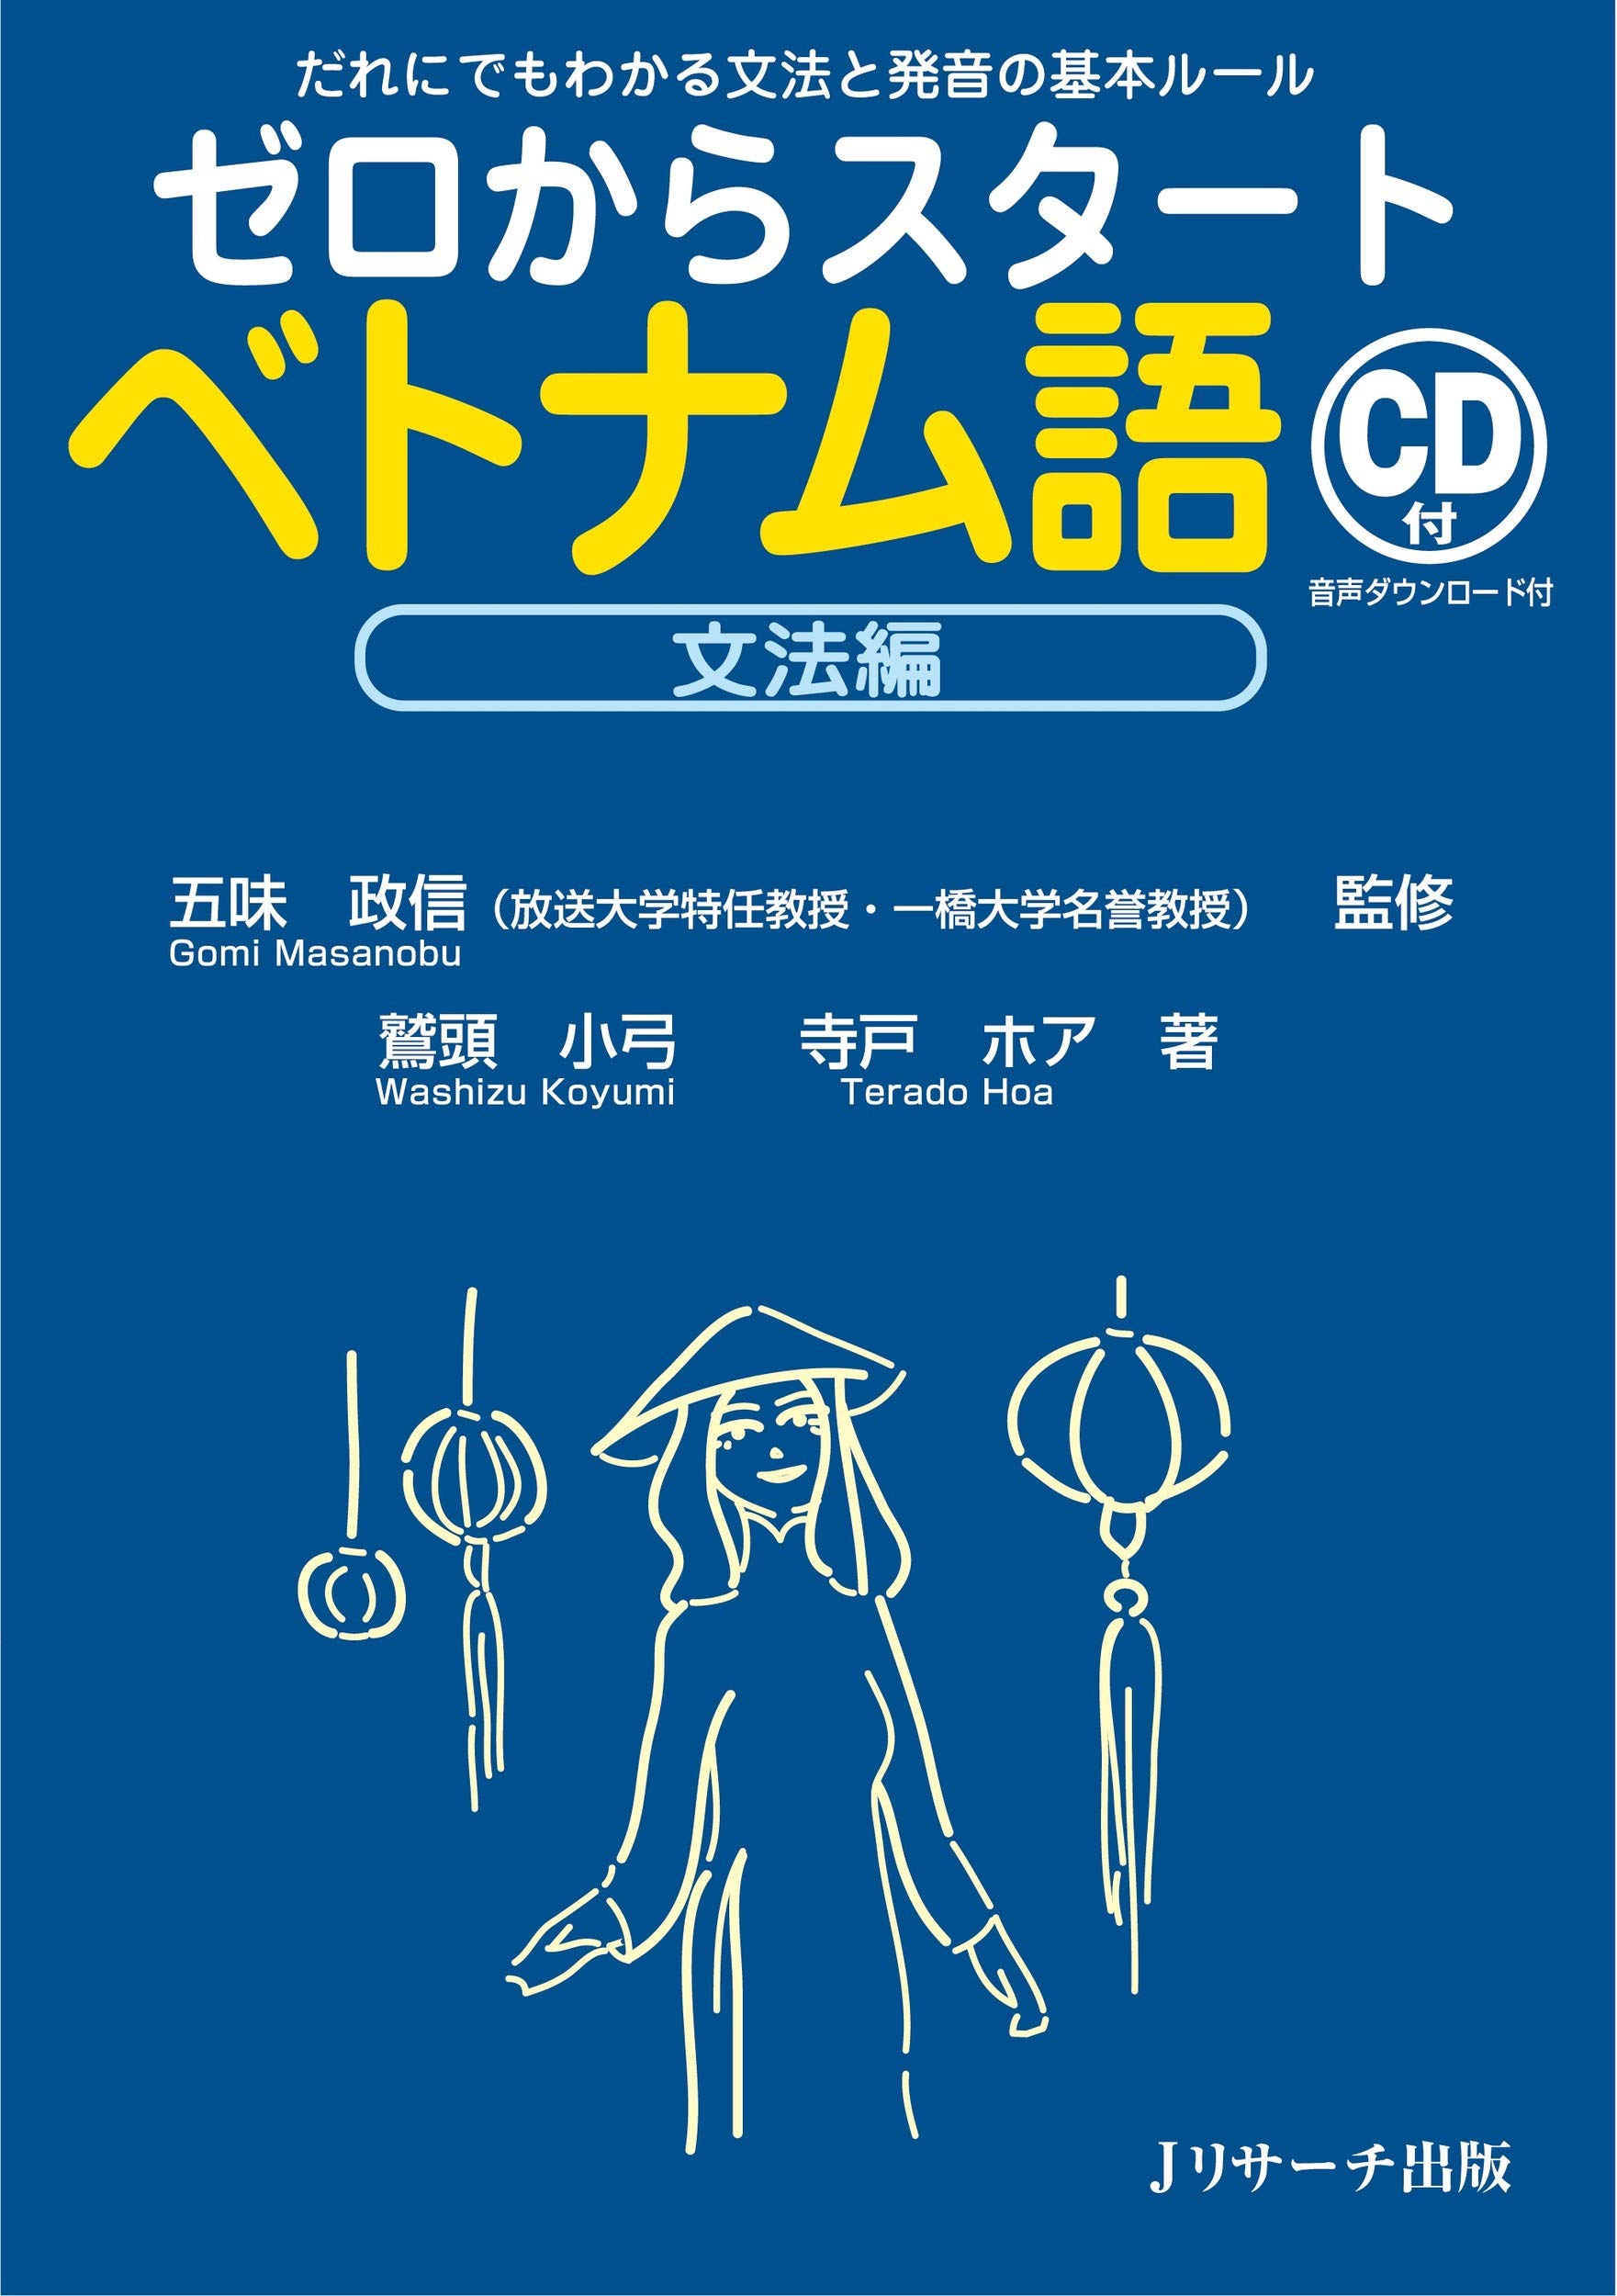 だれにでもわかる文法と発音の基本ルール
ゼロからスタート
ベトナム語
CD
付
音声ダウンロード付
文法編
五味 政信（放送大学特任教授・一橋大学名誉教授） 監修
Gomi Masanobu
鷲頭 小弓 寺戸 ホア 著
Washizu Koyumi Terado Hoa
Jリサーチ出版